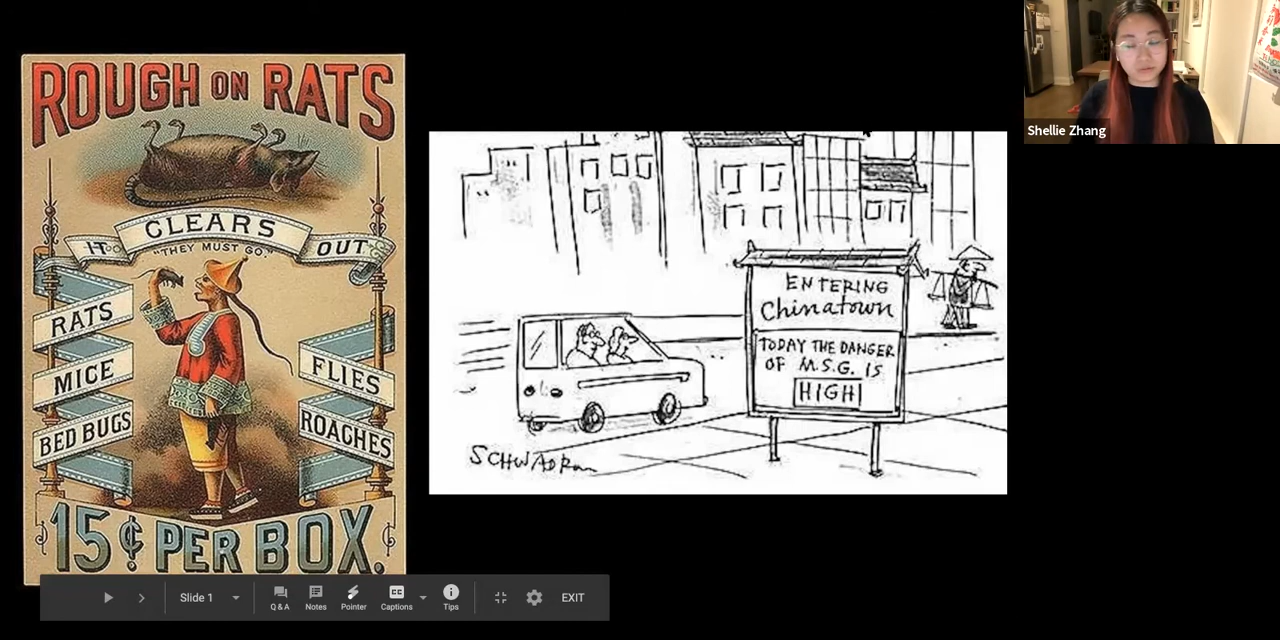 ROUGH ON RATS
IT CLEARS OUT
"THEY MUST GO."
RATS
MICE
BED BUGS
FLIES
ROACHES
15¢ PER BOX.
ENTERING
Chinatown
TODAY THE DANGER
OF M.S.G. IS
HIGH
SCHWADRON
Shellie Zhang
Slide 1
Q & A
Notes
Pointer
Captions
Tips
EXIT